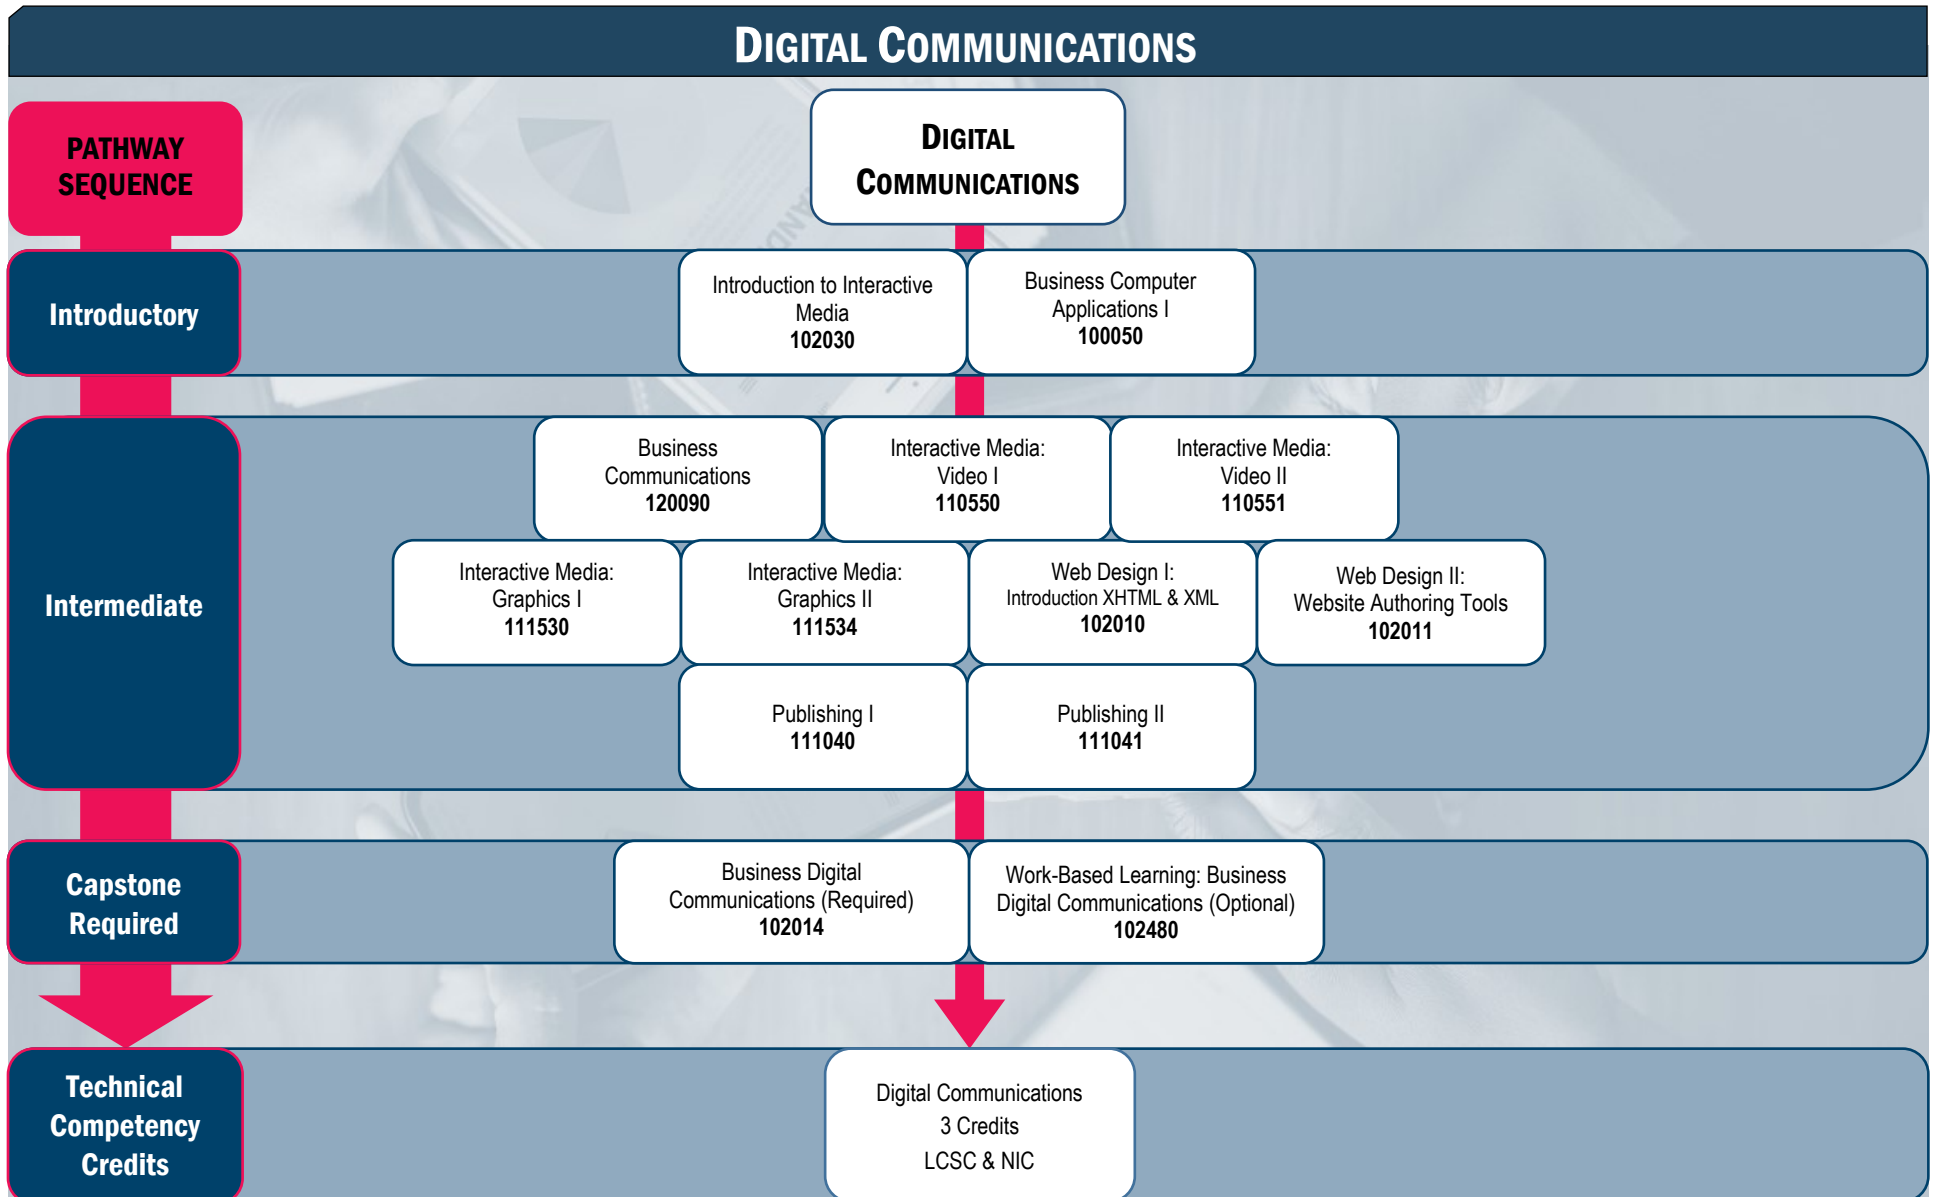 DIGITAL COMMUNICATIONS
PATHWAY
SEQUENCE
DIGITAL
COMMUNICATIONS
Introductory
Introduction to Interactive
Media
102030
Business Computer
Applications I
100050
Intermediate
Business
Communications
120090
Interactive Media:
Video I
110550
Interactive Media:
Video II
110551
Interactive Media:
Graphics I
111530
Interactive Media:
Graphics II
111534
Web Design I:
Introduction XHTML & XML
102010
Web Design II:
Website Authoring Tools
102011
Publishing I
111040
Publishing II
111041
Capstone
Required
Business Digital
Communications (Required)
102014
Work-Based Learning: Business
Digital Communications (Optional)
102480
Technical
Competency
Credits
Digital Communications
3 Credits
LCSC & NIC